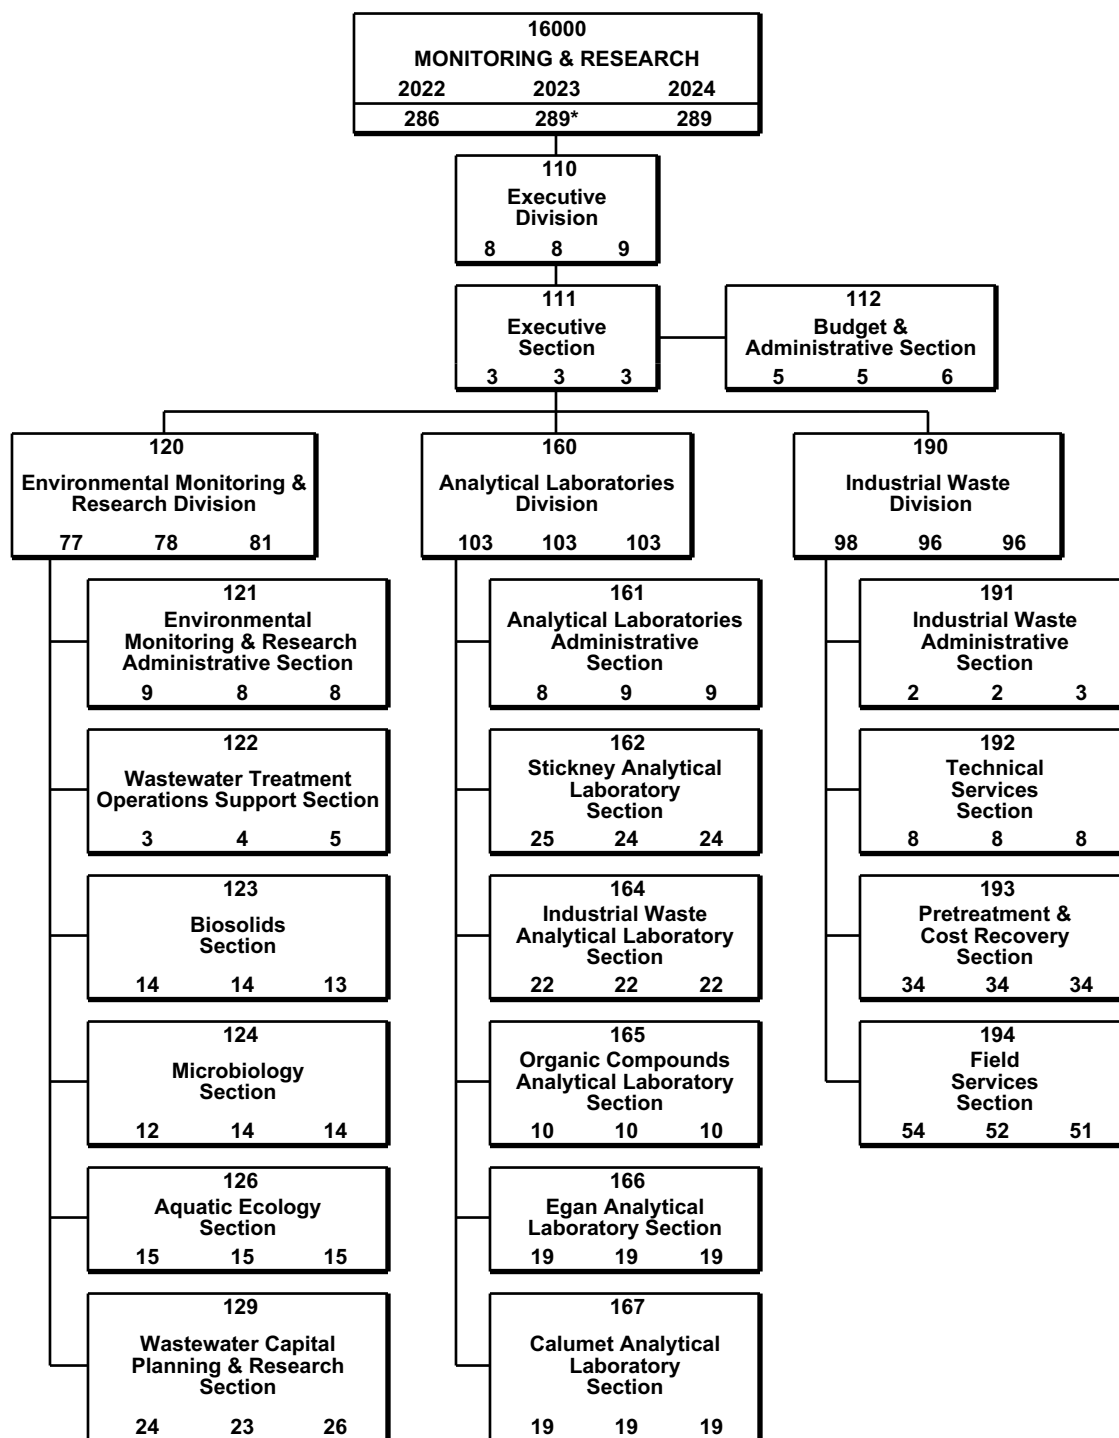 16000
MONITORING & RESEARCH
2022 2023 2024
286 289* 289
110
Executive
Division
8 8 9
111
Executive
Section
3 3 3
112
Budget &
Administrative Section
5 5 6
120
Environmental Monitoring &
Research Division
77 78 81
160
Analytical Laboratories
Division
103 103 103
190
Industrial Waste
Division
98 96 96
121
Environmental
Monitoring & Research
Administrative Section
9 8 8
161
Analytical Laboratories
Administrative
Section
8 9 9
191
Industrial Waste
Administrative
Section
2 2 3
122
Wastewater Treatment
Operations Support Section
3 4 5
162
Stickney Analytical
Laboratory
Section
25 24 24
192
Technical
Services
Section
8 8 8
123
Biosolids
Section
14 14 13
164
Industrial Waste
Analytical Laboratory
Section
22 22 22
193
Pretreatment &
Cost Recovery
Section
34 34 34
124
Microbiology
Section
12 14 14
165
Organic Compounds
Analytical Laboratory
Section
10 10 10
194
Field
Services
Section
54 52 51
126
Aquatic Ecology
Section
15 15 15
166
Egan Analytical
Laboratory Section
19 19 19
129
Wastewater Capital
Planning & Research
Section
24 23 26
167
Calumet Analytical
Laboratory
Section
19 19 19